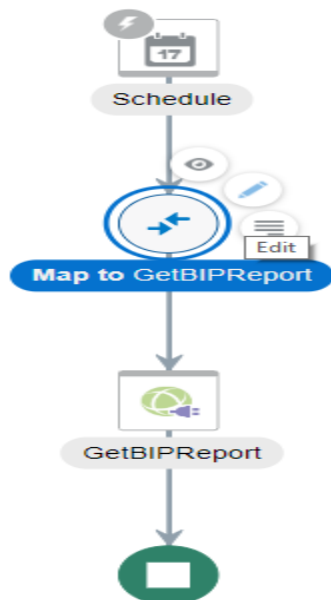 17
Schedule
Edit
Map to GetBIPReport
GetBIPReport